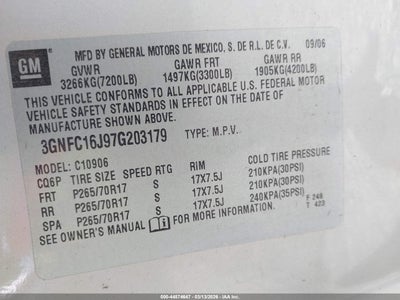 GM
MFD BY GENERAL MOTORS DE MEXICO, S. DE R.L. DE C.V. 09/06
GVWR GAWR FRT GAWR RR
3266KG(7200LB) 1497KG(3300LB) 1905KG(4200LB)
THIS VEHICLE CONFORMS TO ALL APPLICABLE U.S. FEDERAL MOTOR
VEHICLE SAFETY STANDARDS IN EFFECT ON THE DATE OF
MANUFACTURE SHOWN ABOVE.
3GNFC16J97G203179 TYPE: M.P.V.
MODEL: C10906
CQ6P TIRE SIZE SPEED RTG RIM COLD TIRE PRESSURE
FRT P265/70R17 S 17X7.5J 210KPA(30PSI)
RR P265/70R17 S 17X7.5J 210KPA(30PSI)
SPA P265/70R17 S 17X7.5J 240KPA(35PSI)
SEE OWNER'S MANUAL FOR MORE INFORMATION.
F 248
T 423
000-44874647 - 03/13/2026 - IAA, Inc.